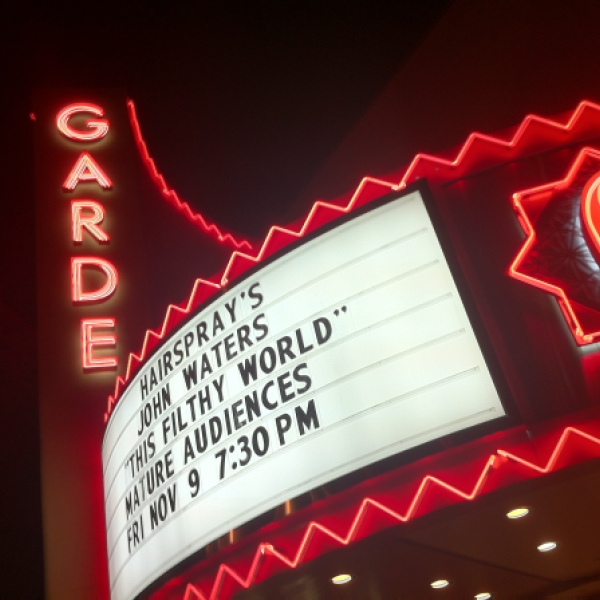 GARDE
HAIRSPRAY'S
JOHN WATERS
"THIS FILTHY WORLD"
MATURE AUDIENCES
FRI NOV 9 7:30 PM